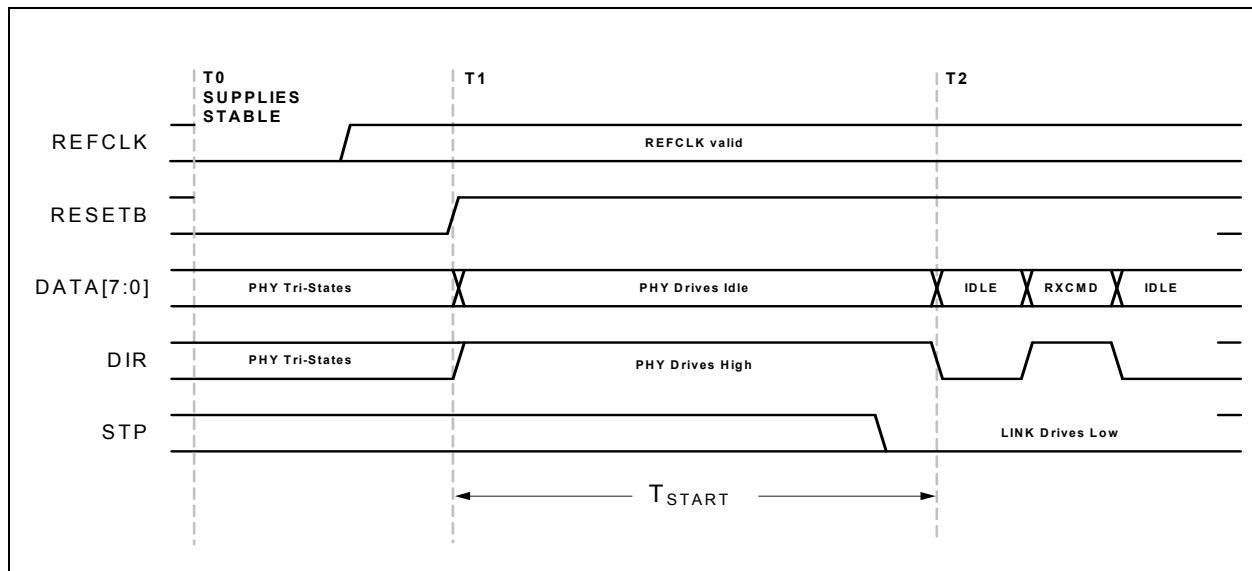 T0
SUPPLIES
STABLE
T1
T2
REFCLK
REFCLK valid
RESETB
DATA[7:0]
PHY Tri-States
PHY Drives Idle
IDLE
RXCMD
IDLE
DIR
PHY Tri-States
PHY Drives High
STP
LINK Drives Low
TSTART